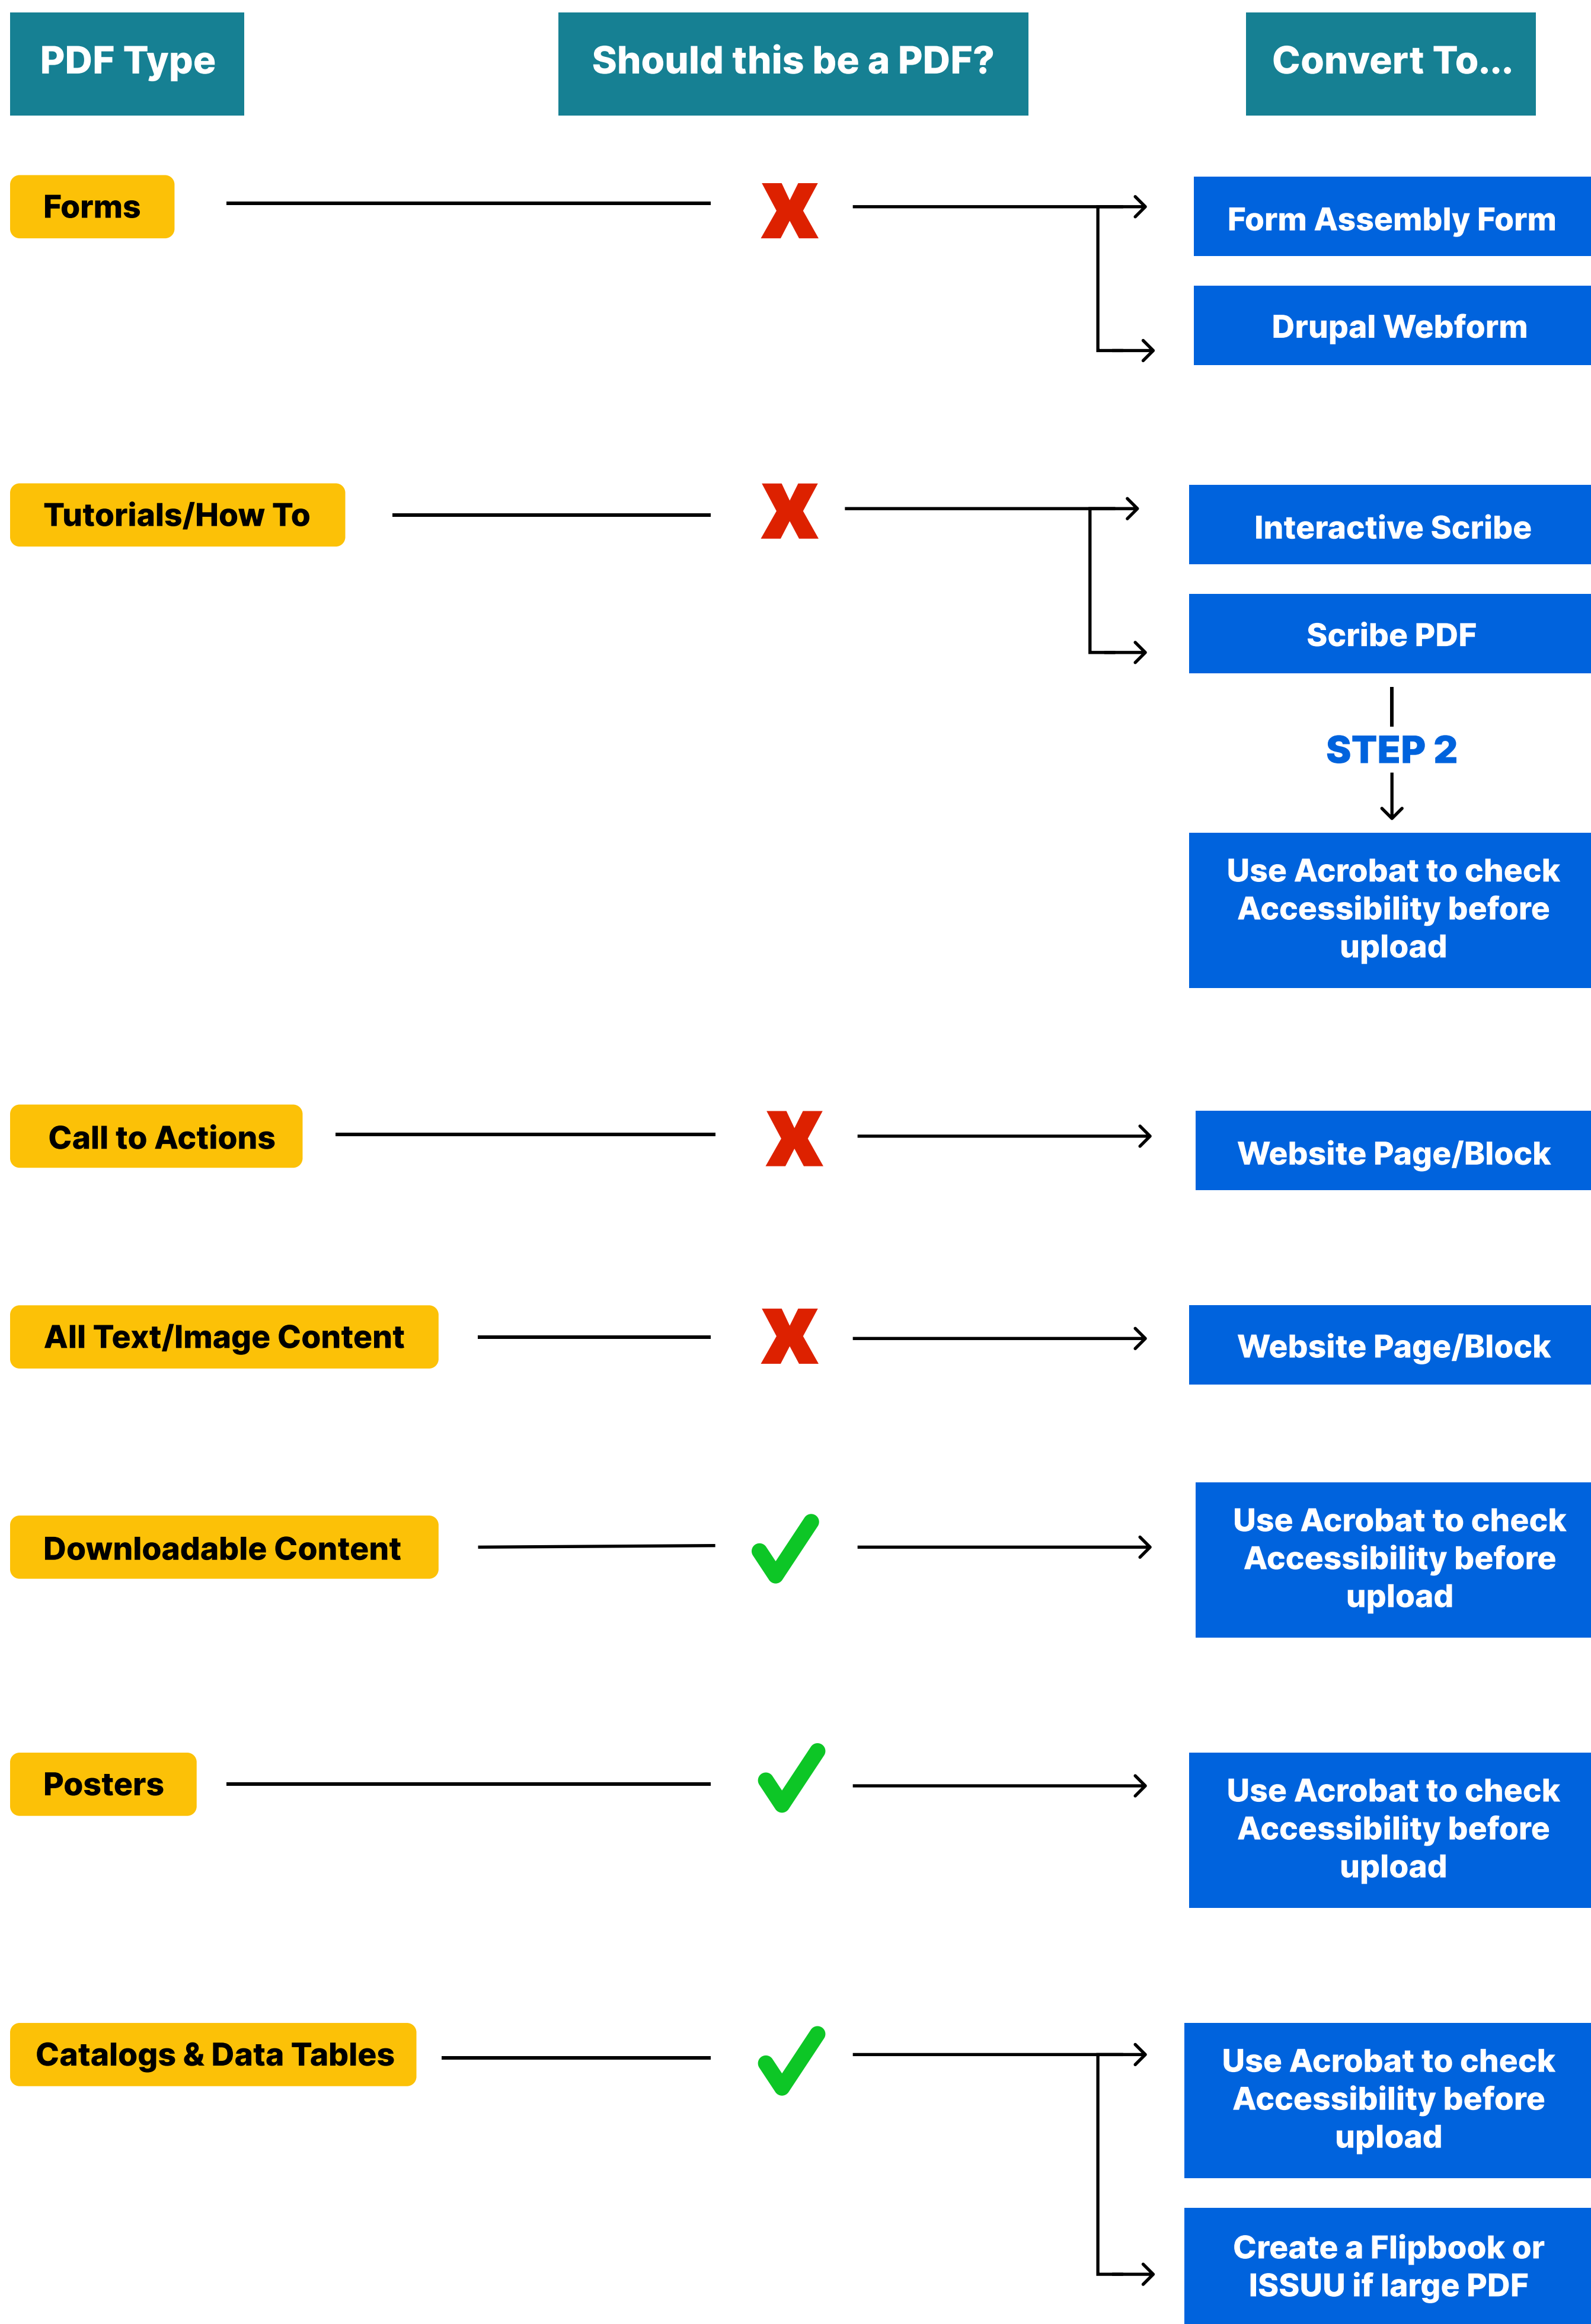 PDF Type
Should this be a PDF?
Convert To...
Forms
X
Form Assembly Form
Drupal Webform
Tutorials/How To
X
Interactive Scribe
Scribe PDF
STEP 2
Use Acrobat to check
Accessibility before
upload
Call to Actions
X
Website Page/Block
All Text/Image Content
X
Website Page/Block
Downloadable Content
Use Acrobat to check
Accessibility before
upload
Posters
Use Acrobat to check
Accessibility before
upload
Catalogs & Data Tables
Use Acrobat to check
Accessibility before
upload
Create a Flipbook or
ISSUU if large PDF